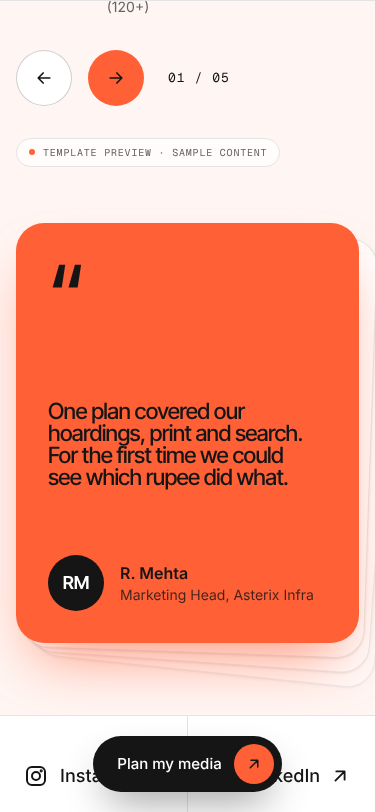 (120+)
01 / 05
TEMPLATE PREVIEW · SAMPLE CONTENT
“
One plan covered our
hoardings, print and search.
For the first time we could
see which rupee did what.
RM
R. Mehta
Marketing Head, Asterix Infra
Plan my media